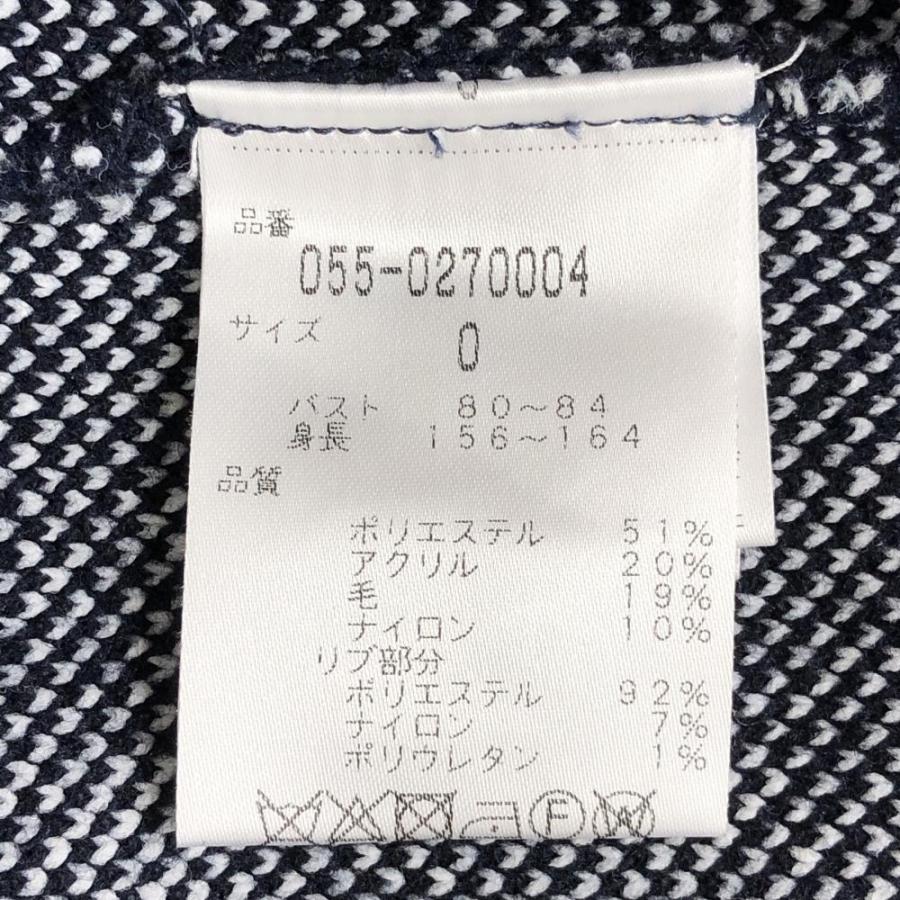 品番
055-0270004
サイズ
0
バスト 80～84
身長 156～164
品質
ポリエステル 51%
アクリル 20%
毛 19%
ナイロン 10%
リブ部分
ポリエステル 92%
ナイロン 7%
ポリウレタン 1%
F W